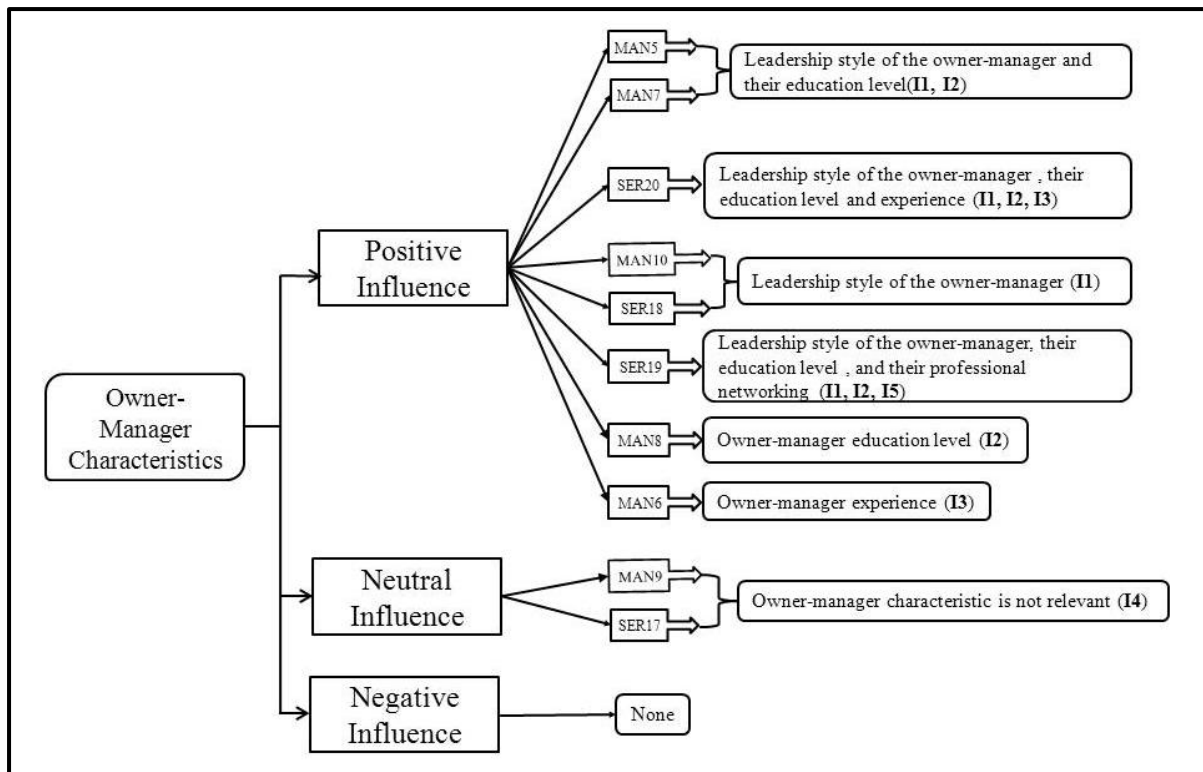 MAN5
MAN7
Leadership style of the owner-manager and
their education level(I1, I2)
SER20
Leadership style of the owner-manager , their
education level and experience (I1, I2, I3)
Positive
Influence
MAN10
SER18
Leadership style of the owner-manager (I1)
SER19
Leadership style of the owner-manager, their
education level , and their professional
networking (I1, I2, I5)
Owner-
Manager
Characteristics
MAN8
Owner-manager education level (I2)
MAN6
Owner-manager experience (I3)
Neutral
Influence
MAN9
SER17
Owner-manager characteristic is not relevant (I4)
Negative
Influence
None